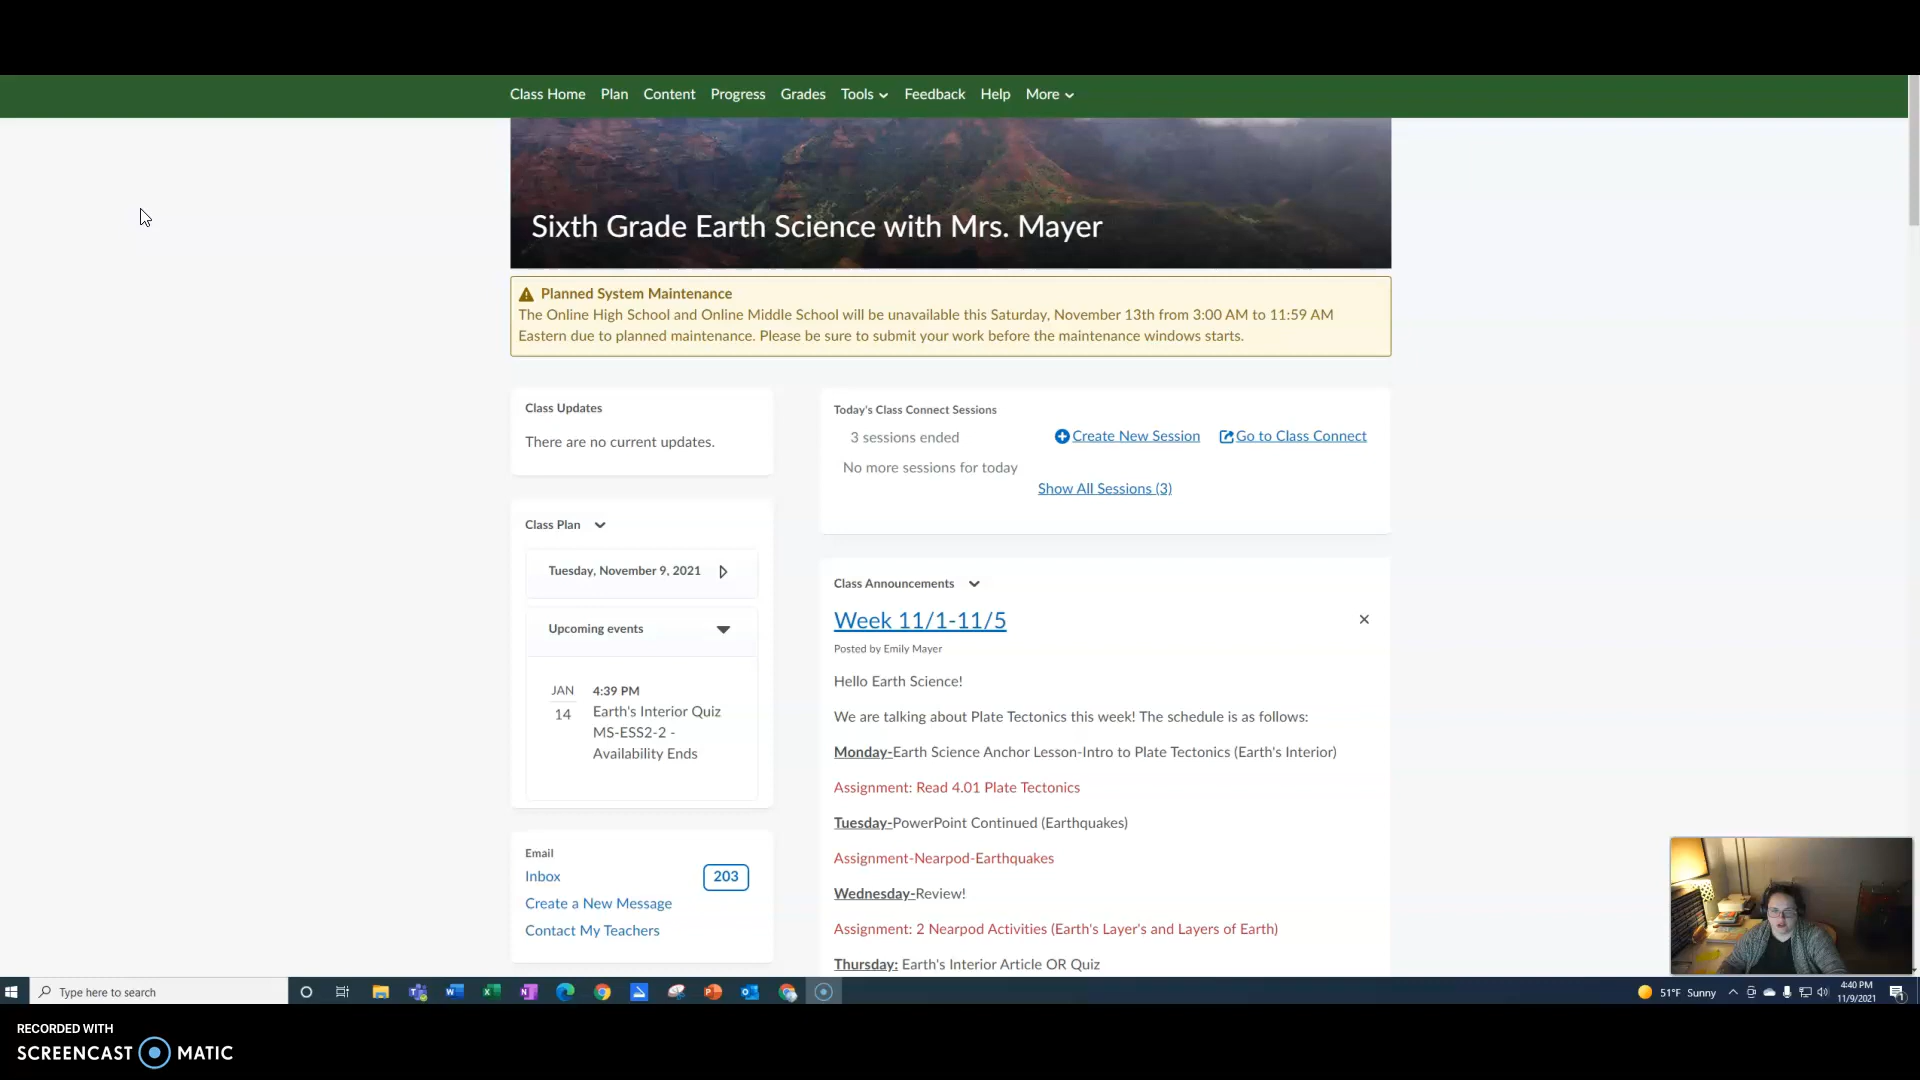 Class Home Plan Content Progress Grades Tools Feedback Help More
Sixth Grade Earth Science with Mrs. Mayer
Planned System Maintenance
The Online High School and Online Middle School will be unavailable this Saturday, November 13th from 3:00 AM to 11:59 AM
Eastern due to planned maintenance. Please be sure to submit your work before the maintenance windows starts.
Class Updates
There are no current updates.
Class Plan
Tuesday, November 9, 2021
Upcoming events
JAN
14
4:39 PM
Earth's Interior Quiz
MS-ESS2-2 -
Availability Ends
Email
Inbox
203
Create a New Message
Contact My Teachers
Today's Class Connect Sessions
3 sessions ended
Create New Session
Go to Class Connect
No more sessions for today
Show All Sessions (3)
Class Announcements
Week 11/1-11/5
Posted by Emily Mayer
Hello Earth Science!
We are talking about Plate Tectonics this week! The schedule is as follows:
Monday-Earth Science Anchor Lesson-Intro to Plate Tectonics (Earth's Interior)
Assignment: Read 4.01 Plate Tectonics
Tuesday-PowerPoint Continued (Earthquakes)
Assignment-Nearpod-Earthquakes
Wednesday-Review!
Assignment: 2 Nearpod Activities (Earth's Layer's and Layers of Earth)
Thursday: Earth's Interior Article OR Quiz
Type here to search
51°F Sunny
4:40 PM
11/9/2021
RECORDED WITH
SCREENCAST MATIC